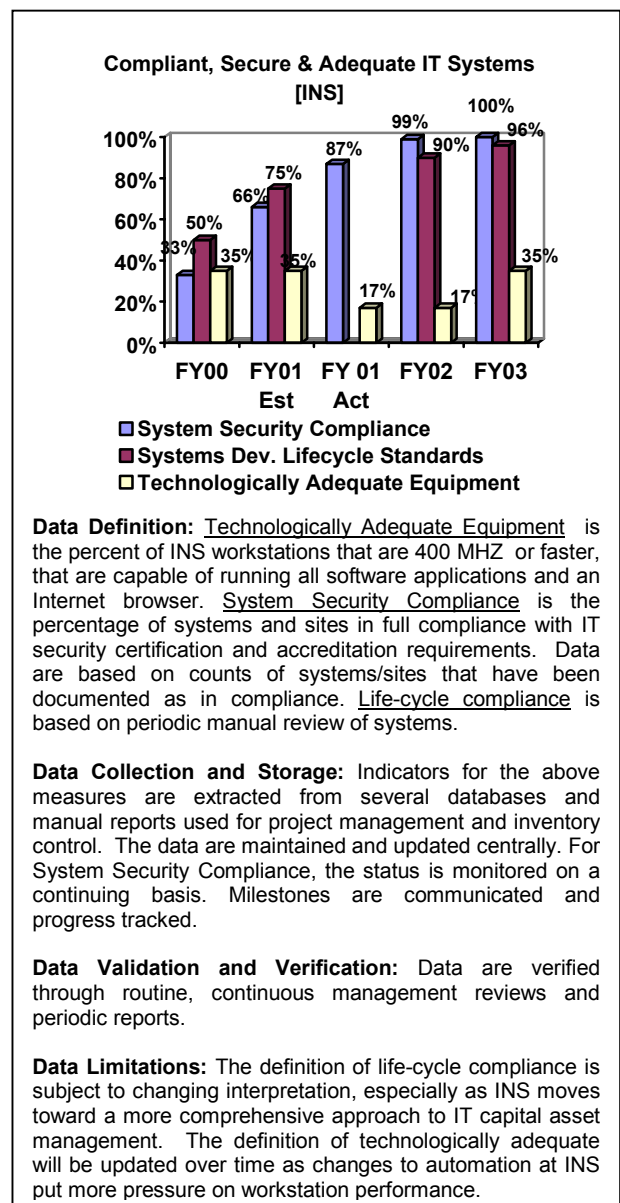 Compliant, Secure & Adequate IT Systems
[INS]
100%
80%
60%
40%
20%
0%
33%
50%
35%
66%
75%
35%
87%
17%
99%
90%
17%
100%
96%
35%
FY00 FY01 FY 01 FY02 FY03
Est Act
System Security Compliance
Systems Dev. Lifecycle Standards
Technologically Adequate Equipment
Data Definition: Technologically Adequate Equipment is
the percent of INS workstations that are 400 MHZ or faster,
that are capable of running all software applications and an
Internet browser. System Security Compliance is the
percentage of systems and sites in full compliance with IT
security certification and accreditation requirements. Data
are based on counts of systems/sites that have been
documented as in compliance. Life-cycle compliance is
based on periodic manual review of systems.
Data Collection and Storage: Indicators for the above
measures are extracted from several databases and
manual reports used for project management and inventory
control. The data are maintained and updated centrally. For
System Security Compliance, the status is monitored on a
continuing basis. Milestones are communicated and
progress tracked.
Data Validation and Verification: Data are verified
through routine, continuous management reviews and
periodic reports.
Data Limitations: The definition of life-cycle compliance is
subject to changing interpretation, especially as INS moves
toward a more comprehensive approach to IT capital asset
management. The definition of technologically adequate
will be updated over time as changes to automation at INS
put more pressure on workstation performance.